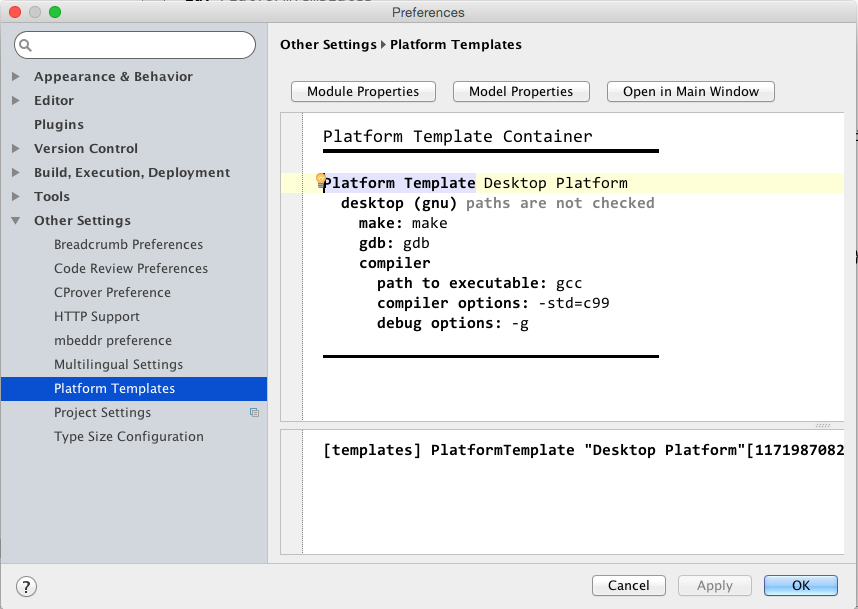 Preferences
Other Settings Platform Templates
Appearance & Behavior
Editor
Plugins
Version Control
Build, Execution, Deployment
Tools
Other Settings
Breadcrumb Preferences
Code Review Preferences
CProver Preference
HTTP Support
mbeddr preference
Multilingual Settings
Platform Templates
Project Settings
Type Size Configuration
Module Properties
Model Properties
Open in Main Window
Platform Template Container
Platform Template Desktop Platform
desktop (gnu) paths are not checked
make: make
gdb: gdb
compiler
path to executable: gcc
compiler options: -std=c99
debug options: -g
[templates] PlatformTemplate "Desktop Platform"[1171987082
?
Cancel
Apply
OK